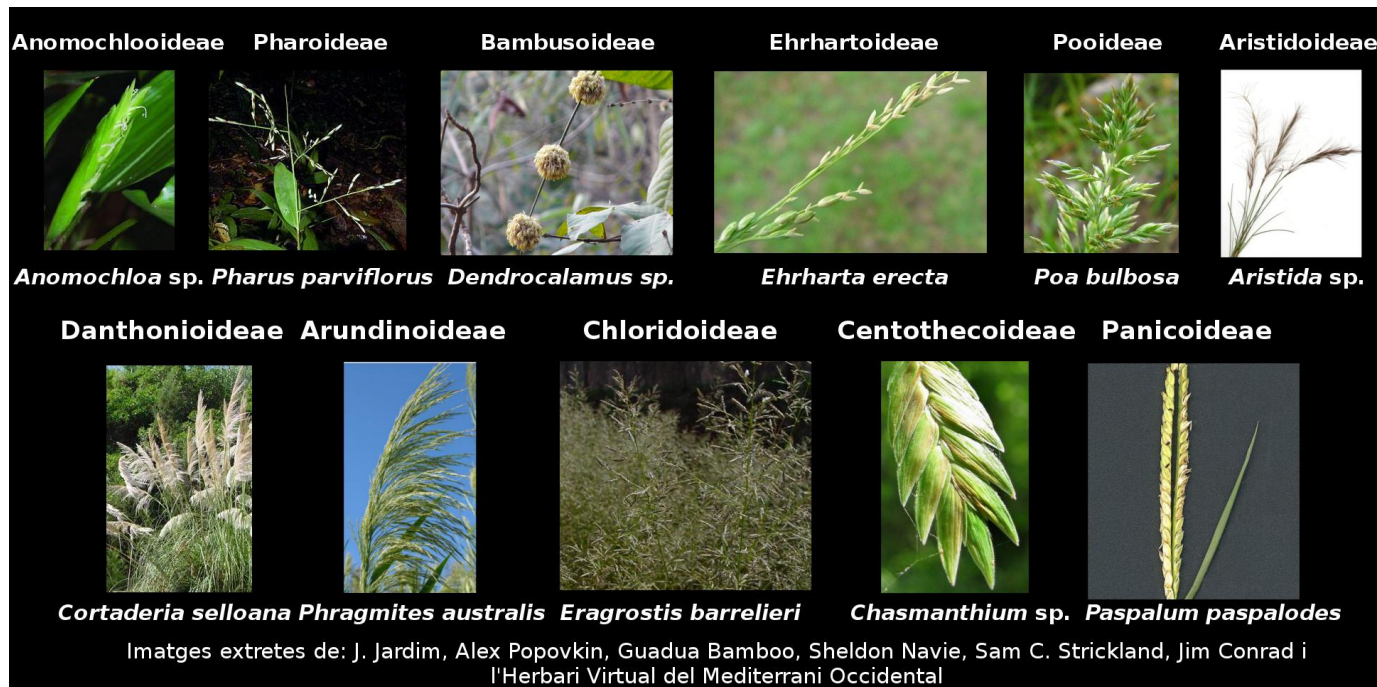 Anomochlooideae Pharoideae Bambusoideae Ehrhartoideae Pooideae Aristidoideae
Anomochloa sp. Pharus parviflorus Dendrocalamus sp. Ehrharta erecta Poa bulbosa Aristida sp.
Danthonioideae Arundinoideae Chloridoideae Centothecoideae Panicoideae
Cortaderia selloana Phragmites australis Eragrostis barrelieri Chasmanthium sp. Paspalum paspalodes
Imatges extretes de: J. Jardim, Alex Popovkin, Guadua Bamboo, Sheldon Navie, Sam C. Strickland, Jim Conrad i
l'Herbari Virtual del Mediterrani Occidental